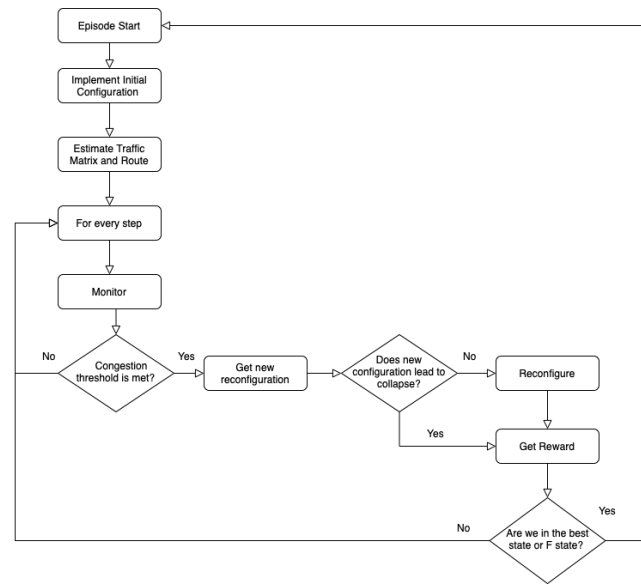 Episode Start
Implement Initial
Configuration
Estimate Traffic
Matrix and Route
For every step
Monitor
No
Congestion
threshold is met?
Yes
Get new
reconfiguration
Does new
configuration lead to
collapse?
No
Reconfigure
Yes
Get Reward
No
Are we in the best
state or F state?
Yes